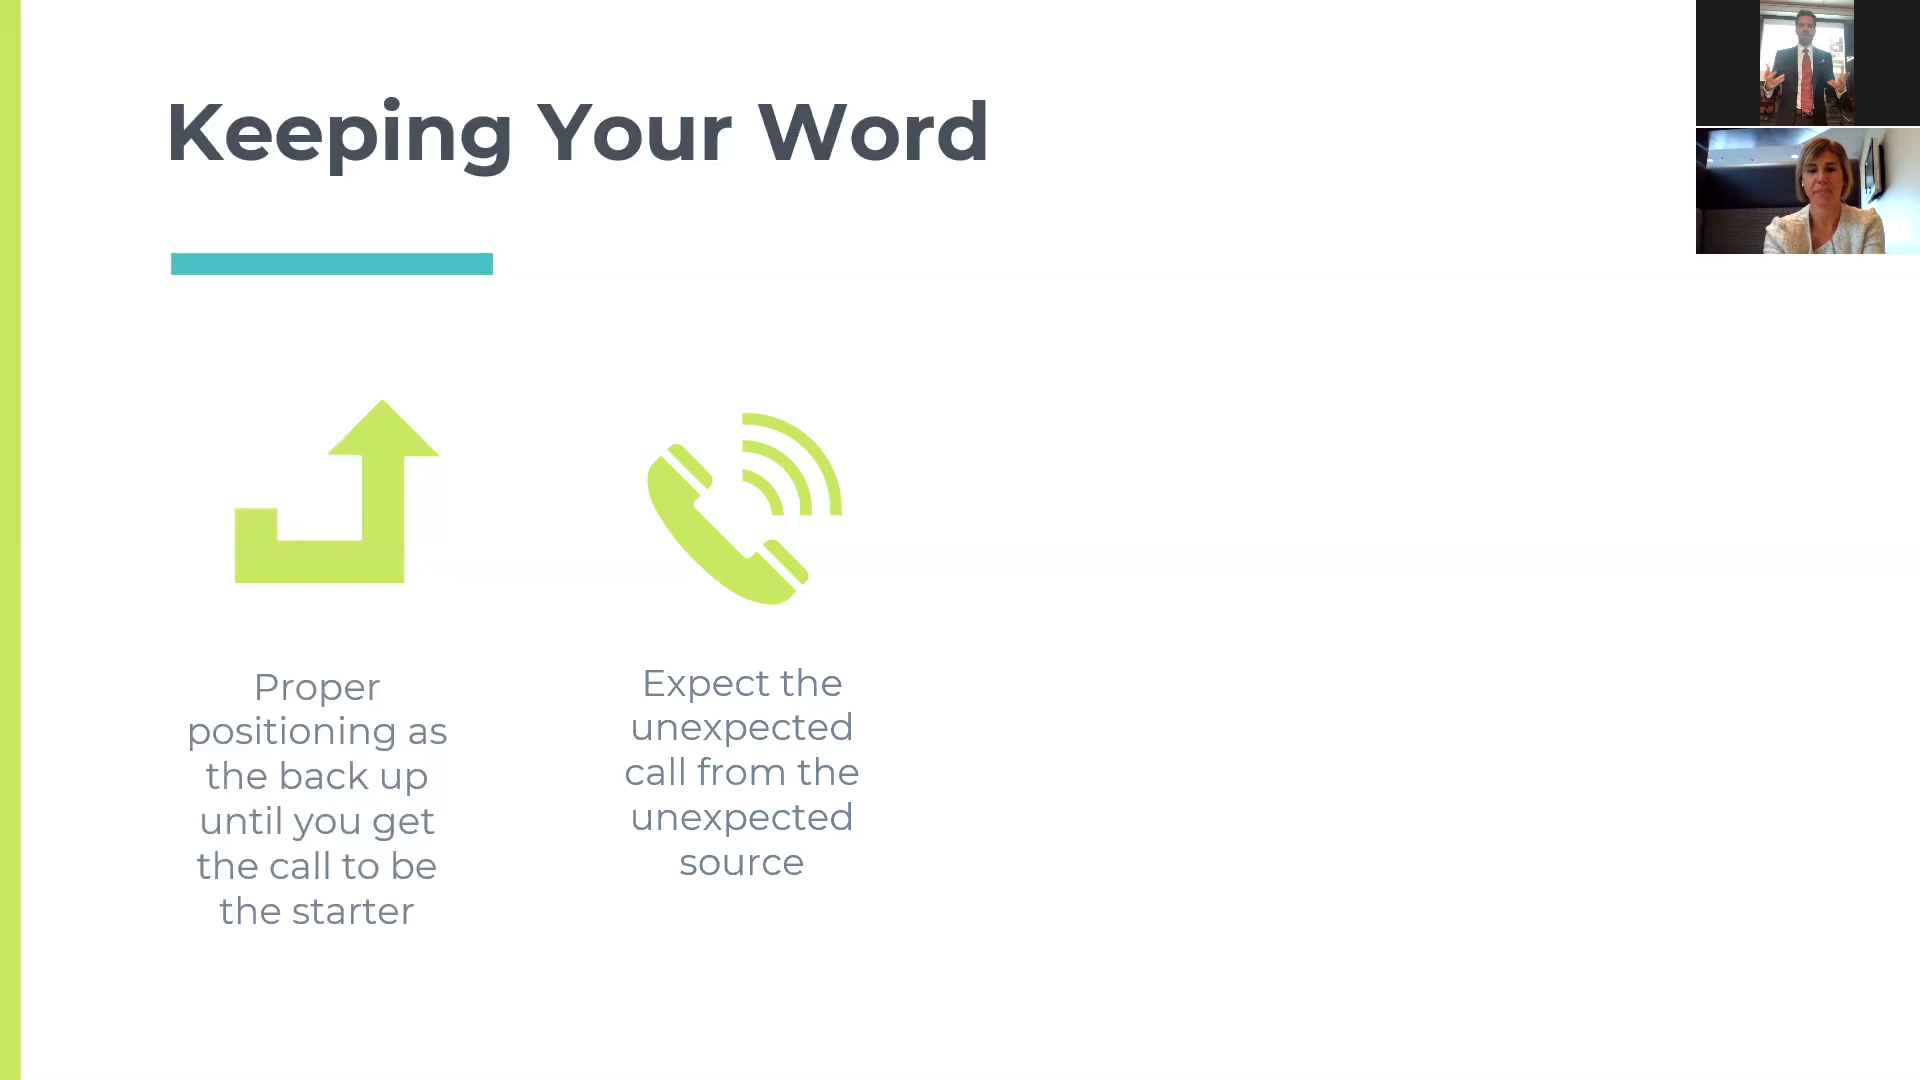 Keeping Your Word
Proper
positioning as
the back up
until you get
the call to be
the starter
Expect the
unexpected
call from the
unexpected
source